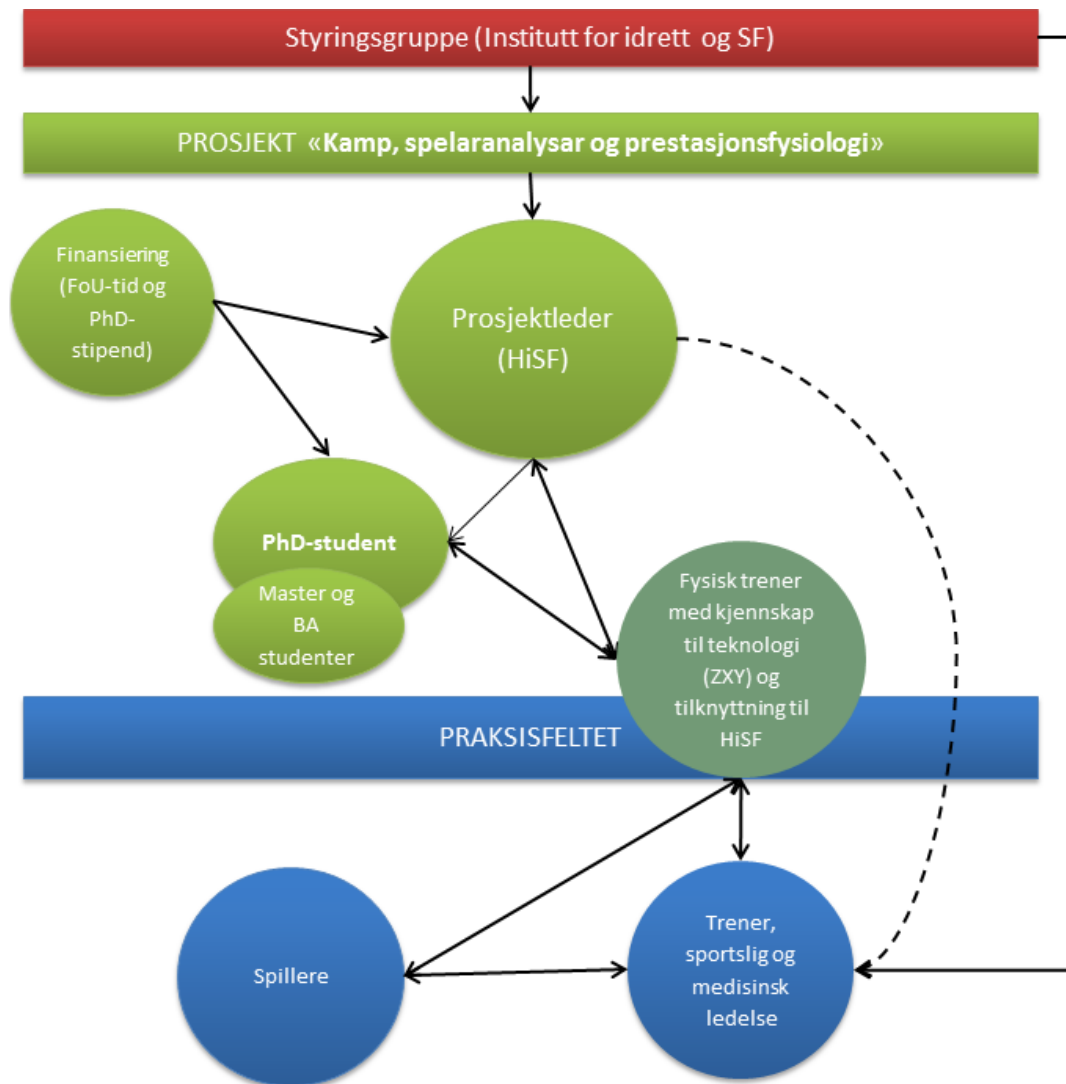 Styringsgruppe (Institutt for idrett og SF)
PROSJEKT «Kamp, spelaranalysar og prestasjonsfysiologi»
Finansiering
(FoU-tid og
PhD-
stipend)
Prosjektleder
(HiSF)
PhD-student
Master og
BA
studenter
Fysisk trener
med kjennskap
til teknologi
(ZXY) og
tilknyttning til
HiSF
PRAKSISFELTET
Spillere
Trener,
sportslig og
medisinsk
ledelse